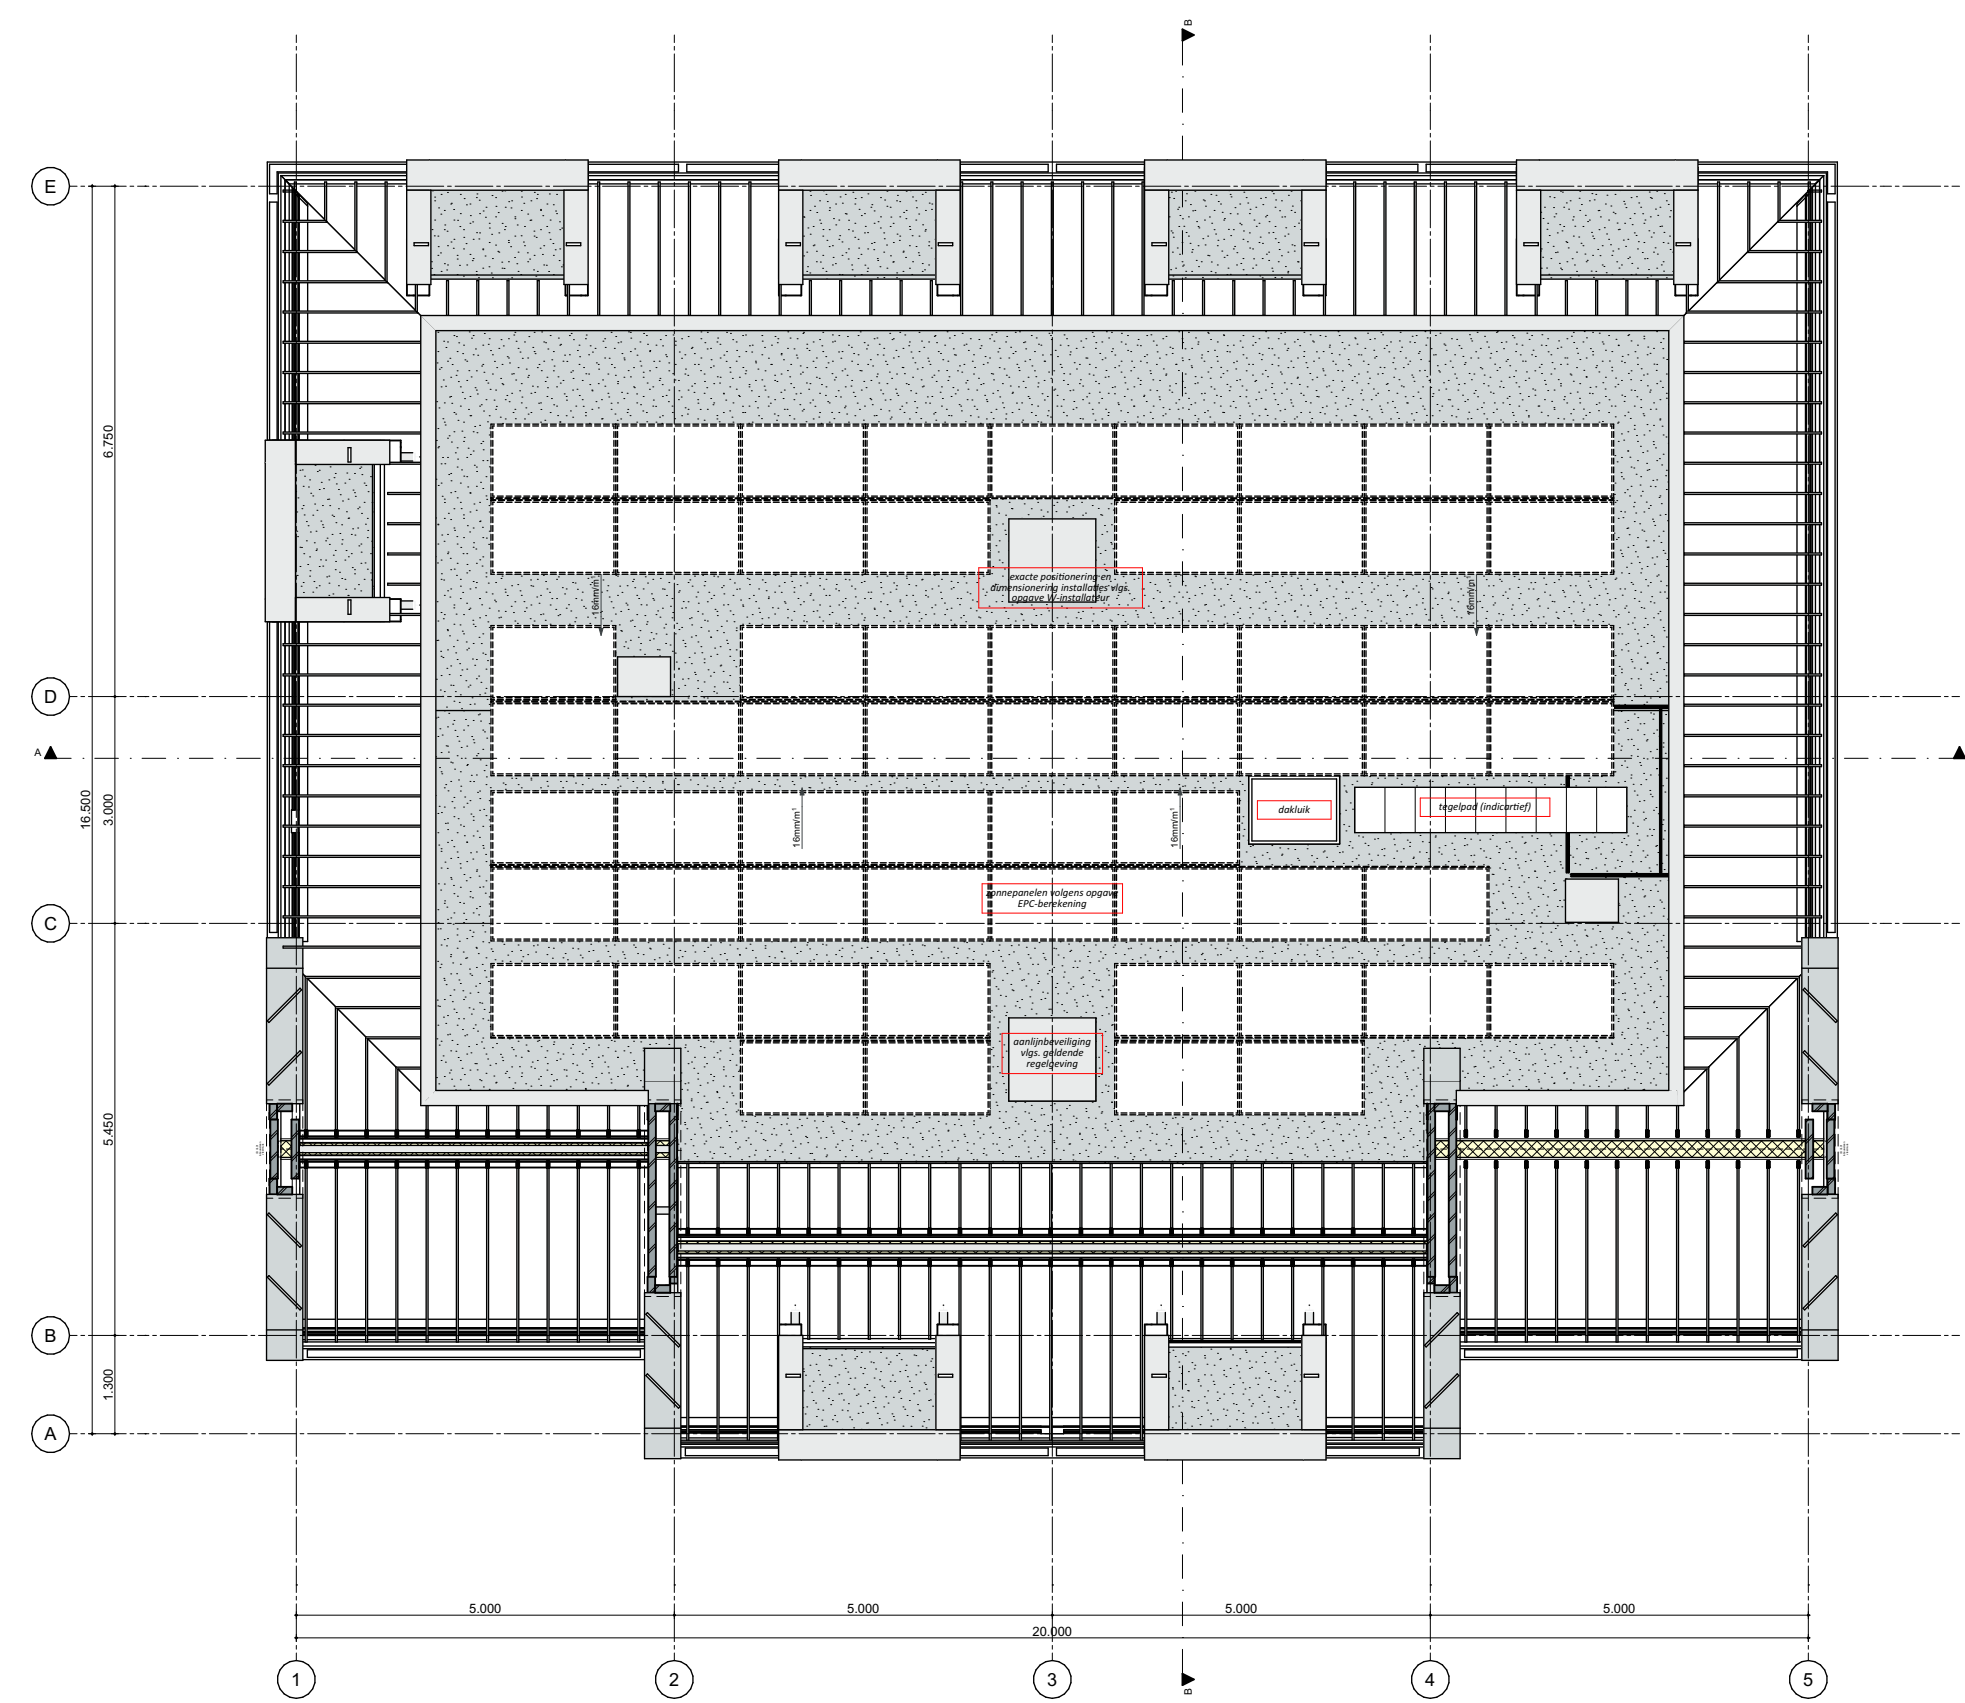 B
E
6.750
exacte positionering en
dimensionering installaties vlgs.
opgave W-installateur
16mm/m¹
16mm/m¹
D
A
16.500
3.000
16mm/m¹
16mm/m¹
dakluik
tegelpad (indicartief)
zonnepanelen volgens opgave
EPC-berekening
C
aanlijnbeveiliging
vlgs. geldende
regelgeving
5.450
B
1.300
A
5.000
5.000
5.000
5.000
20.000
1
2
3
4
5
B